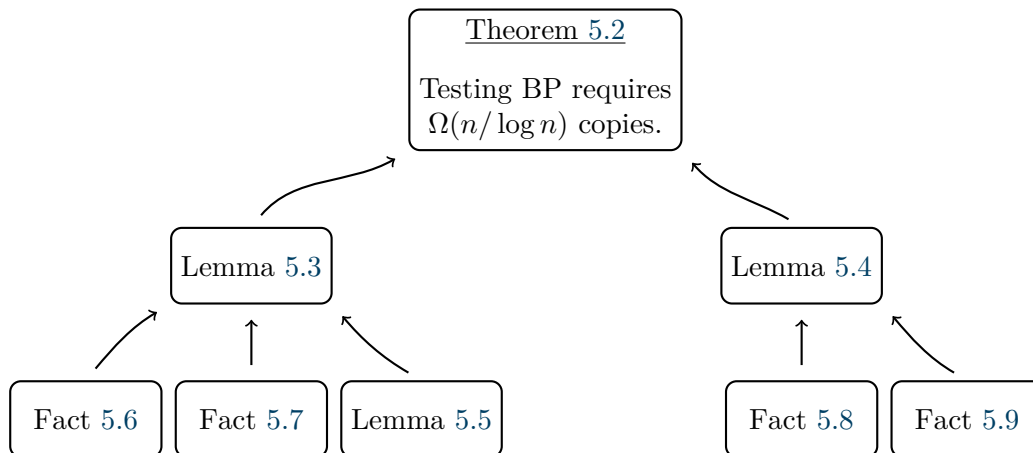 Theorem 5.2
Testing BP requires
Ω(n/ log n) copies.
Lemma 5.3
Lemma 5.4
Fact 5.6
Fact 5.7
Lemma 5.5
Fact 5.8
Fact 5.9